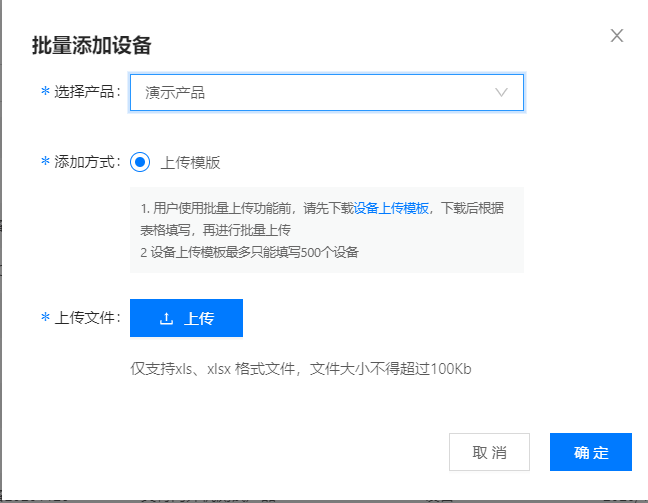 批量添加设备
* 选择产品: 演示产品
* 添加方式: 上传模版
1. 用户使用批量上传功能前，请先下载设备上传模板，下载后根据
表格填写，再进行批量上传
2 设备上传模板最多只能填写500个设备
* 上传文件: 上传
仅支持xls、xlsx 格式文件，文件大小不得超过100Kb
取 消 确 定